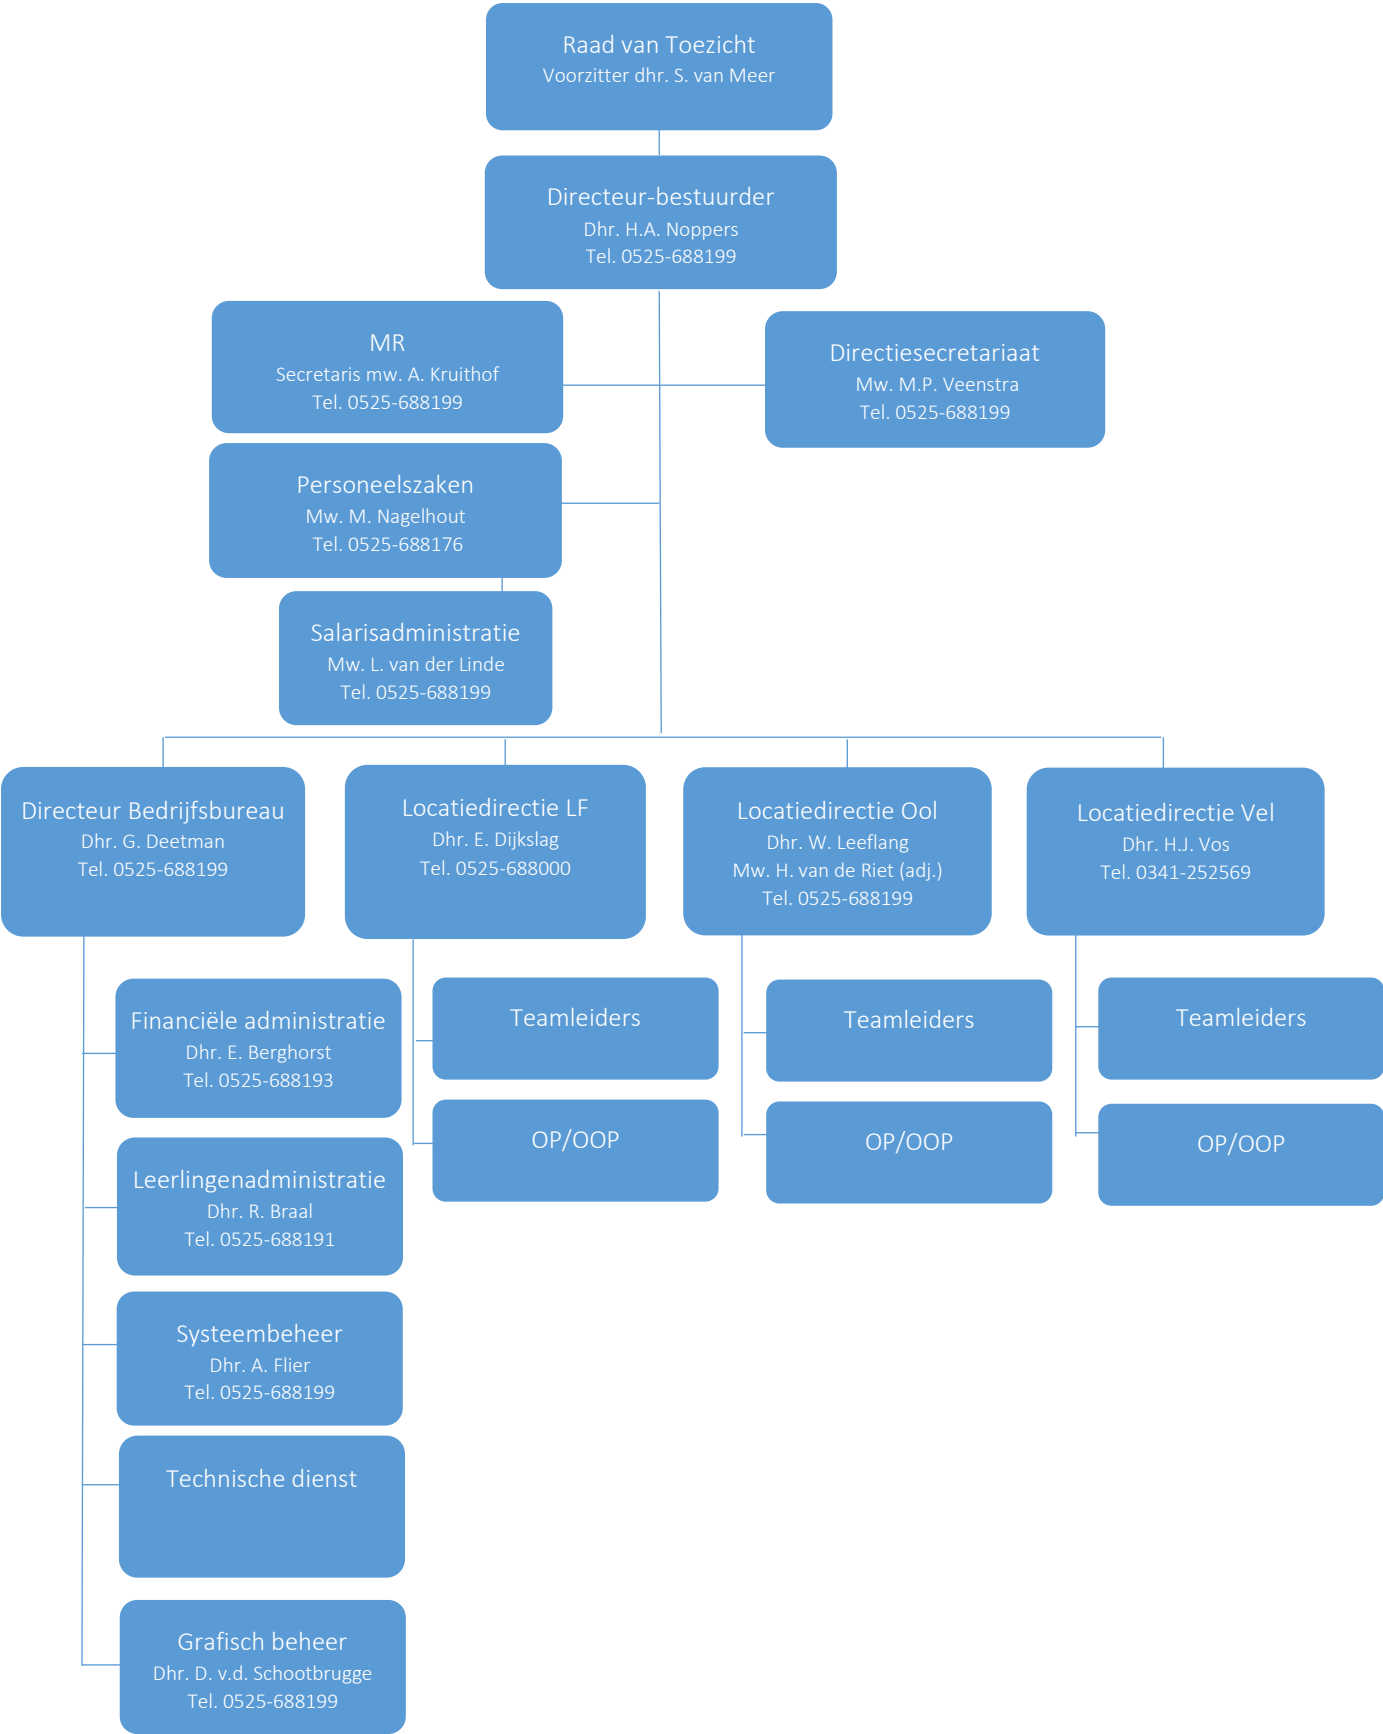 Raad van Toezicht
Voorzitter dhr. S. van Meer
Directeur-bestuurder
Dhr. H.A. Noppers
Tel. 0525-688199
MR
Secretaris mw. A. Kruithof
Tel. 0525-688199
Directiesecretariaat
Mw. M.P. Veenstra
Tel. 0525-688199
Personeelszaken
Mw. M. Nagelhout
Tel. 0525-688176
Salarisadministratie
Mw. L. van der Linde
Tel. 0525-688199
Directeur Bedrijfsbureau
Dhr. G. Deetman
Tel. 0525-688199
Locatiedirectie LF
Dhr. E. Dijkslag
Tel. 0525-688000
Locatiedirectie Ool
Dhr. W. Leeflang
Mw. H. van de Riet (adj.)
Tel. 0525-688199
Locatiedirectie Vel
Dhr. H.J. Vos
Tel. 0341-252569
Financiële administratie
Dhr. E. Berghorst
Tel. 0525-688193
Leerlingenadministratie
Dhr. R. Braal
Tel. 0525-688191
Systeembeheer
Dhr. A. Flier
Tel. 0525-688199
Technische dienst
Grafisch beheer
Dhr. D. v.d. Schootbrugge
Tel. 0525-688199
Teamleiders
OP/OOP
Teamleiders
OP/OOP
Teamleiders
OP/OOP